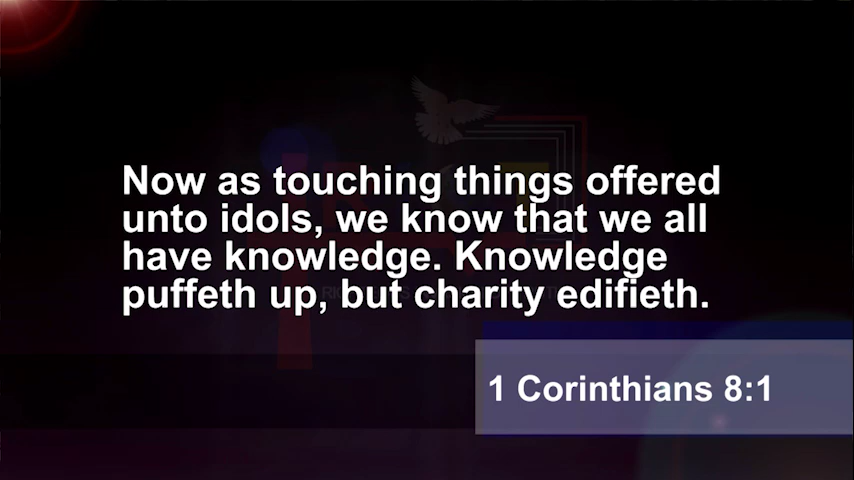 Now as touching things offered
unto idols, we know that we all
have knowledge. Knowledge
puffeth up, but charity edifieth.
1 Corinthians 8:1